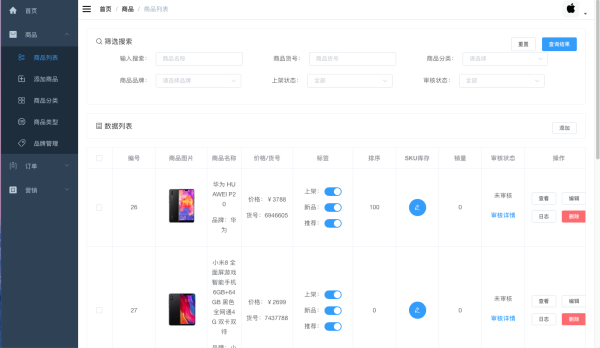 首页
商品
商品列表
添加商品
商品分类
商品类型
品牌管理
订单
营销
首页 / 商品 / 商品列表
筛选搜索
重置
查询结果
输入搜索: 商品名称
商品货号: 商品货号
商品分类: 请选择
商品品牌: 请选择品牌
上架状态: 全部
审核状态: 全部
数据列表
添加
编号 商品图片 商品名称 价格/货号 标签 排序 SKU库存 销量 审核状态 操作
26
华为 HU
AWEI P2
0
品牌: 华
为
价格: ￥3788
货号: 6946605
上架:
新品:
推荐:
100
0
未审核
审核详情
查看 编辑
日志 删除
27
小米8 全
面屏游戏
智能手机
6GB+64
GB 黑色
全网通4
G 双卡双
待
品牌: 小
价格: ￥2699
货号: 7437788
上架:
新品:
推荐:
0
0
未审核
审核详情
查看 编辑
日志 删除